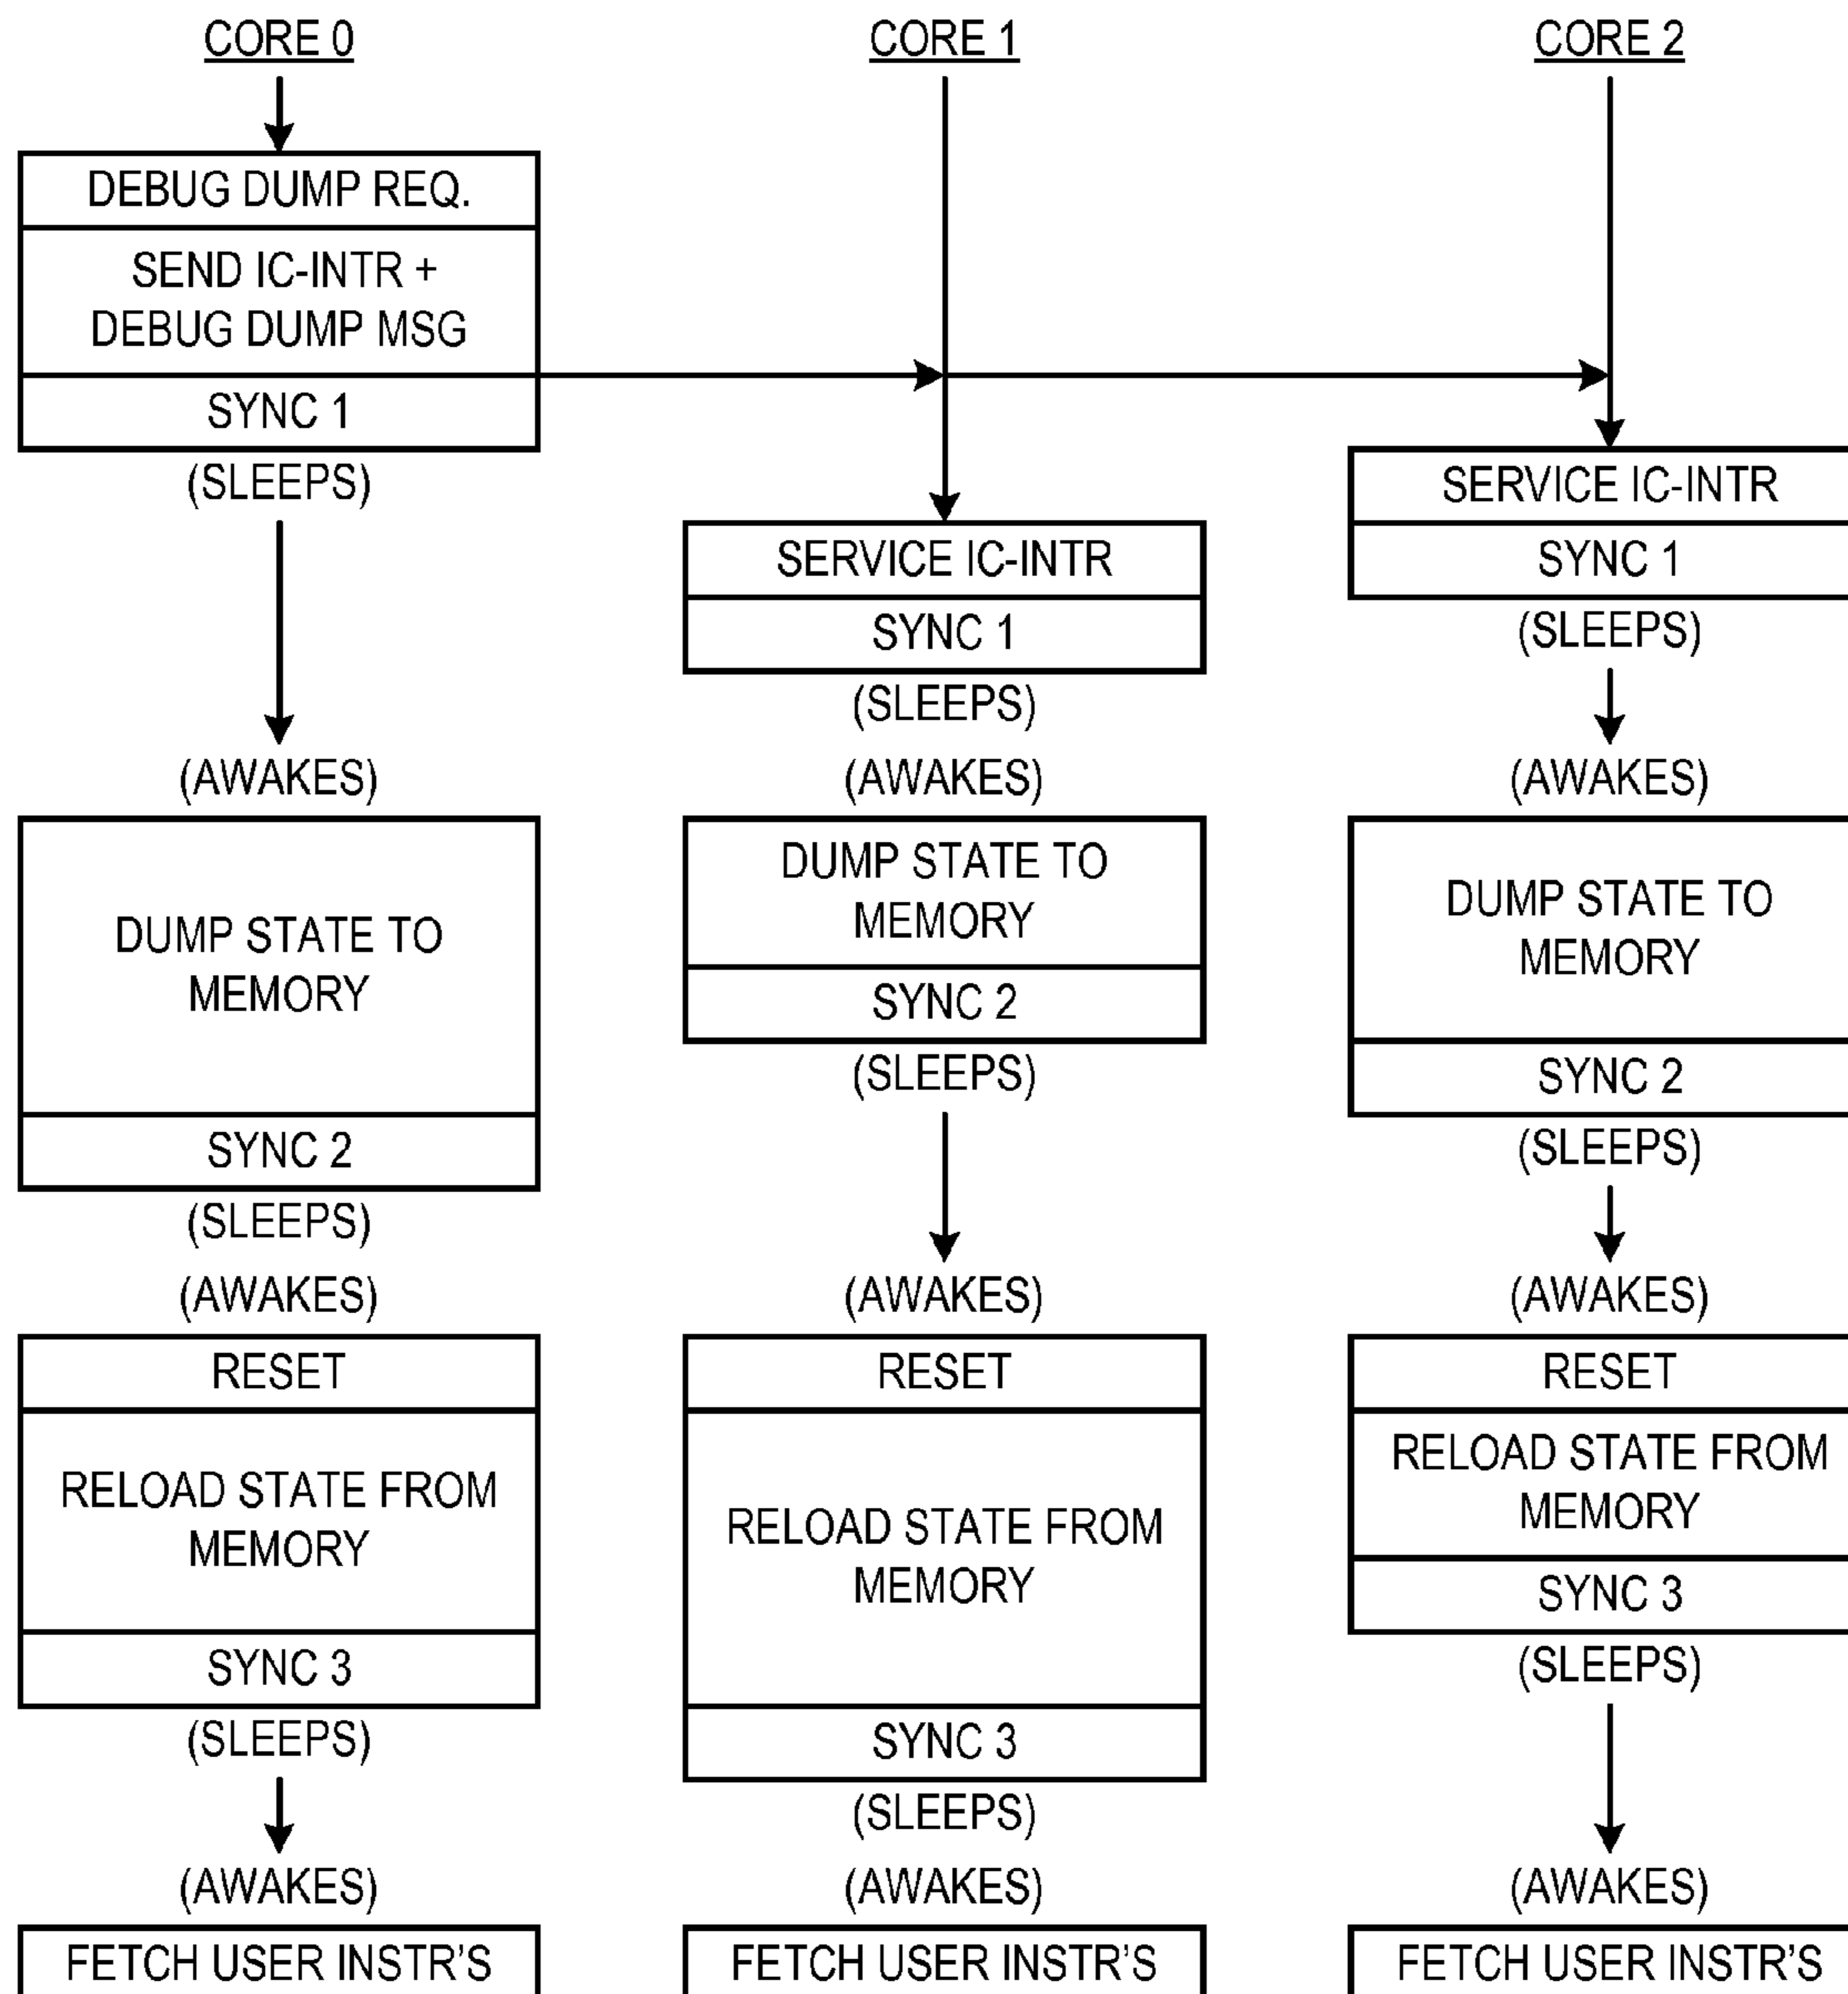 CORE 0
DEBUG DUMP REQ.
SEND IC-INTR +
DEBUG DUMP MSG
SYNC 1
(SLEEPS)
(AWAKES)
DUMP STATE TO
MEMORY
SYNC 2
(SLEEPS)
(AWAKES)
RESET
RELOAD STATE FROM
MEMORY
SYNC 3
(SLEEPS)
(AWAKES)
FETCH USER INSTR'S
CORE 1
SERVICE IC-INTR
SYNC 1
(SLEEPS)
(AWAKES)
DUMP STATE TO
MEMORY
SYNC 2
(SLEEPS)
(AWAKES)
RESET
RELOAD STATE FROM
MEMORY
SYNC 3
(SLEEPS)
(AWAKES)
FETCH USER INSTR'S
CORE 2
SERVICE IC-INTR
SYNC 1
(SLEEPS)
(AWAKES)
DUMP STATE TO
MEMORY
SYNC 2
(SLEEPS)
(AWAKES)
RESET
RELOAD STATE FROM
MEMORY
SYNC 3
(SLEEPS)
(AWAKES)
FETCH USER INSTR'S